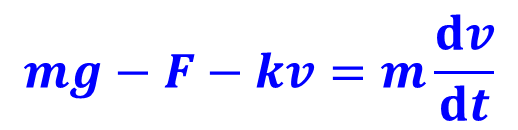 mg − F − kv = m dv/dt